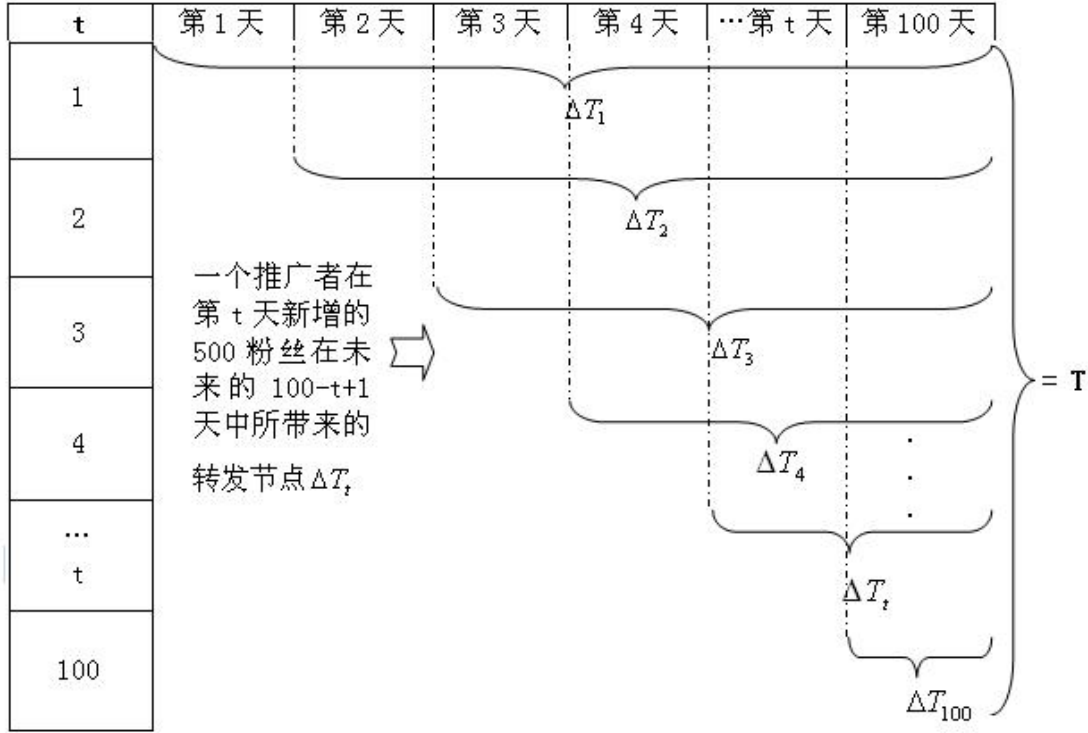 t 第1天 第2天 第3天 第4天 …第t天 第100天
1
ΔT₁
2
ΔT₂
一个推广者在
第t天新增的
500粉丝在未
来的100-t+1
天中所带来的
转发节点ΔTₜ
3
ΔT₃
= T
4
ΔT₄
…
t
ΔTₜ
100
ΔT₁₀₀